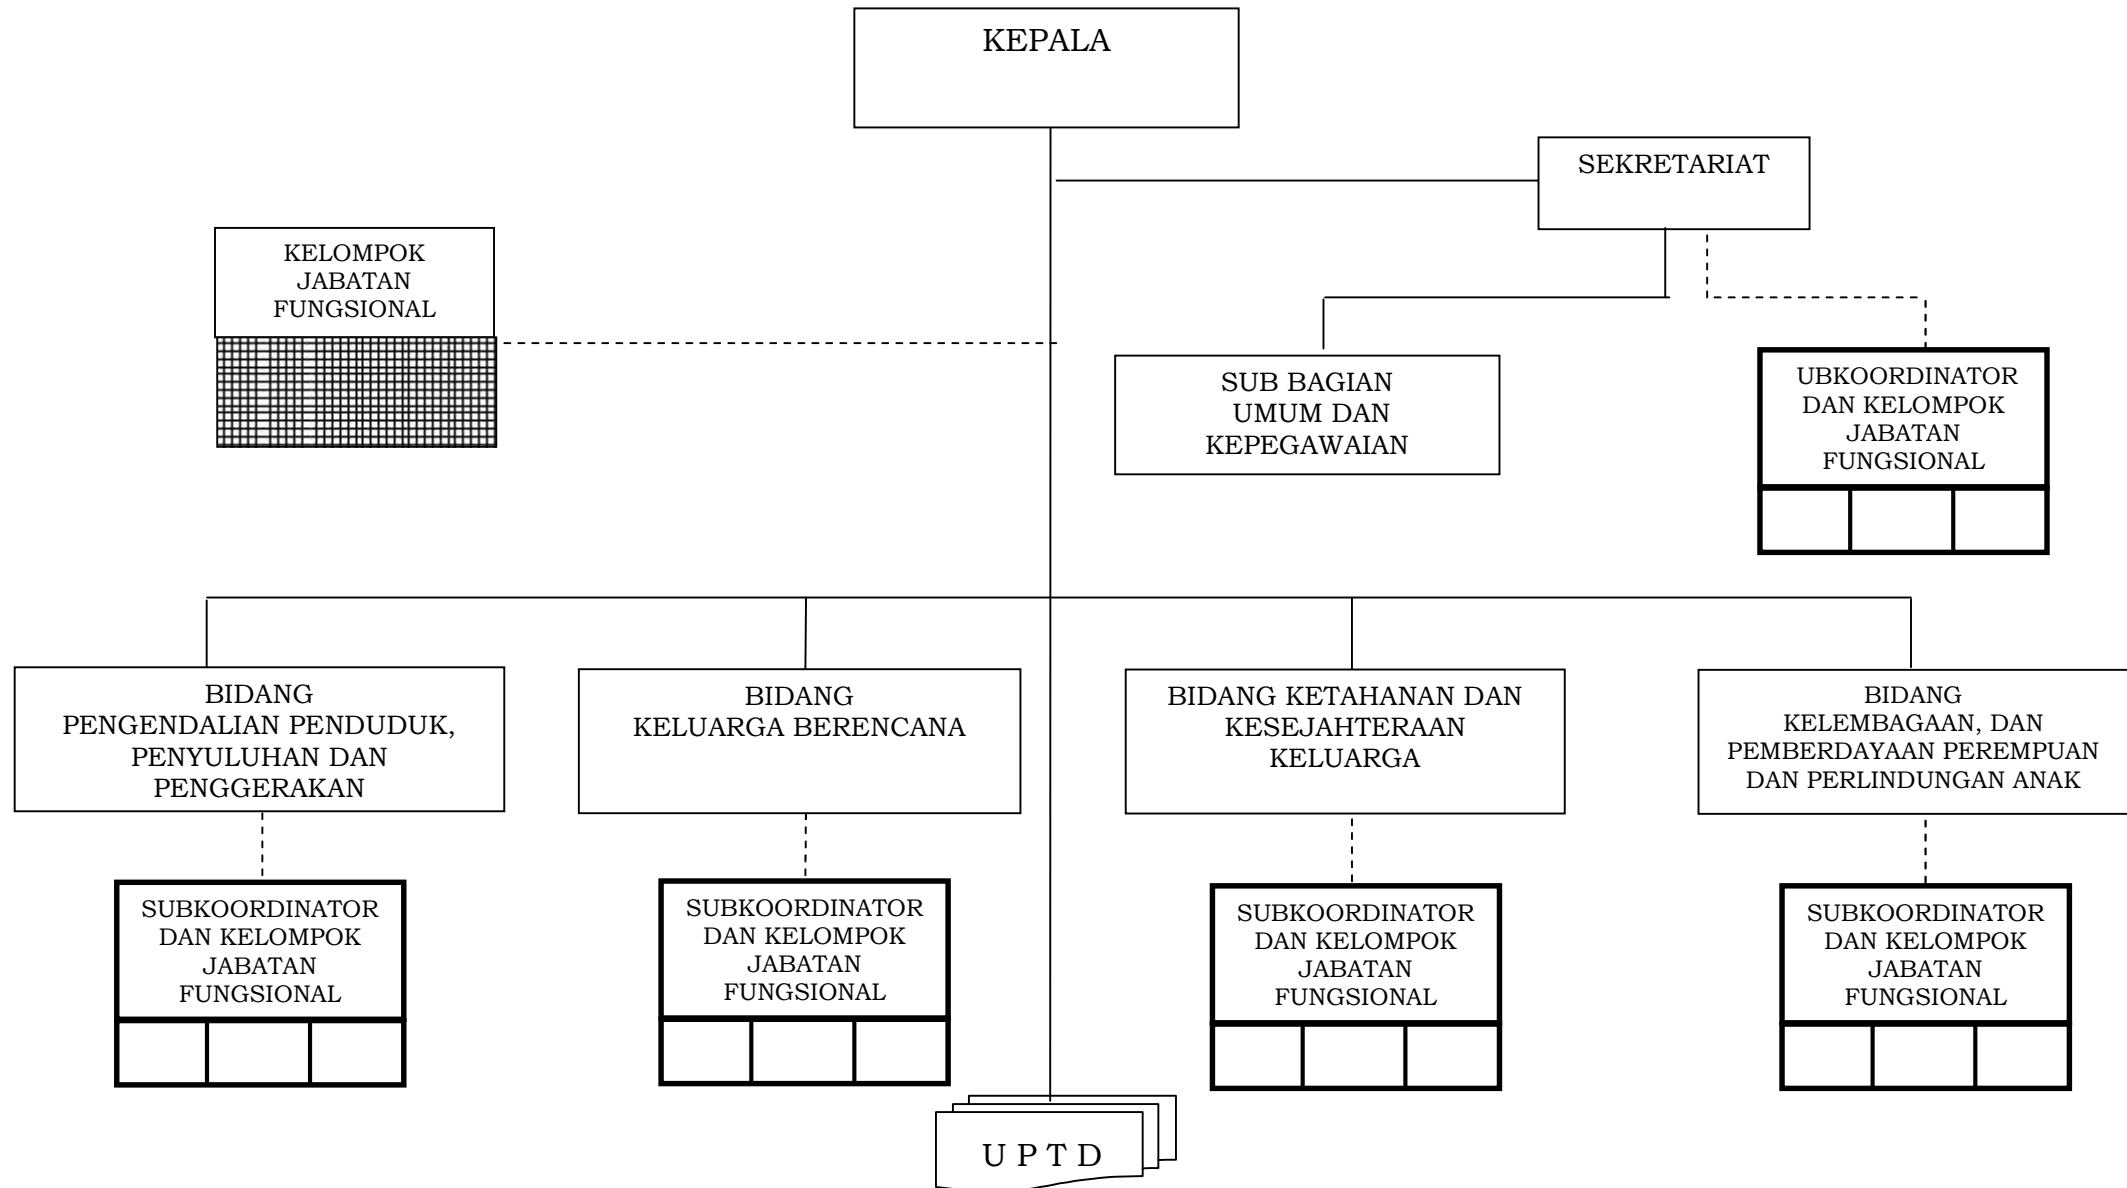 KEPALA
SEKRETARIAT
KELOMPOK
JABATAN
FUNGSIONAL
SUB BAGIAN
UMUM DAN
KEPEGAWAIAN
UBKOORDINATOR
DAN KELOMPOK
JABATAN
FUNGSIONAL
BIDANG
PENGENDALIAN PENDUDUK,
PENYULUHAN DAN
PENGGERAKAN
BIDANG
KELUARGA BERENCANA
BIDANG KETAHANAN DAN
KESEJAHTERAAN
KELUARGA
BIDANG
KELEMBAGAAN, DAN
PEMBERDAYAAN PEREMPUAN
DAN PERLINDUNGAN ANAK
SUBKOORDINATOR
DAN KELOMPOK
JABATAN
FUNGSIONAL
SUBKOORDINATOR
DAN KELOMPOK
JABATAN
FUNGSIONAL
SUBKOORDINATOR
DAN KELOMPOK
JABATAN
FUNGSIONAL
SUBKOORDINATOR
DAN KELOMPOK
JABATAN
FUNGSIONAL
U P T D